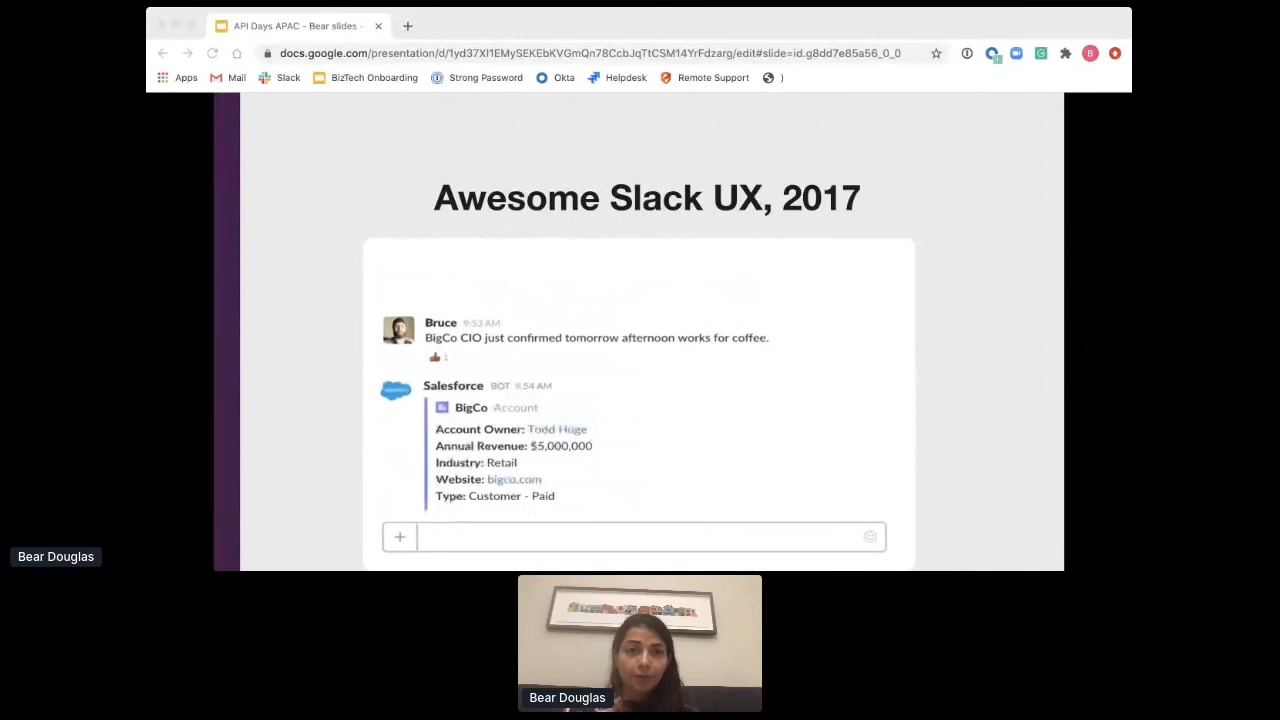 API Days APAC - Bear slides -
docs.google.com/presentation/d/1yd37Xl1EMySEKEbKVGmQn78CcbJqTtCSM14YrFdzarg/edit#slide=id.g8dd7e85a56_0_0
B
Apps Mail Slack BizTech Onboarding Strong Password Okta Helpdesk Remote Support )
Awesome Slack UX, 2017
Bruce 9:53 AM
BigCo CIO just confirmed tomorrow afternoon works for coffee.
1
Salesforce BOT 9:54 AM
BigCo Account
Account Owner: Todd Huge
Annual Revenue: $5,000,000
Industry: Retail
Website: bigco.com
Type: Customer - Paid
Bear Douglas
Bear Douglas